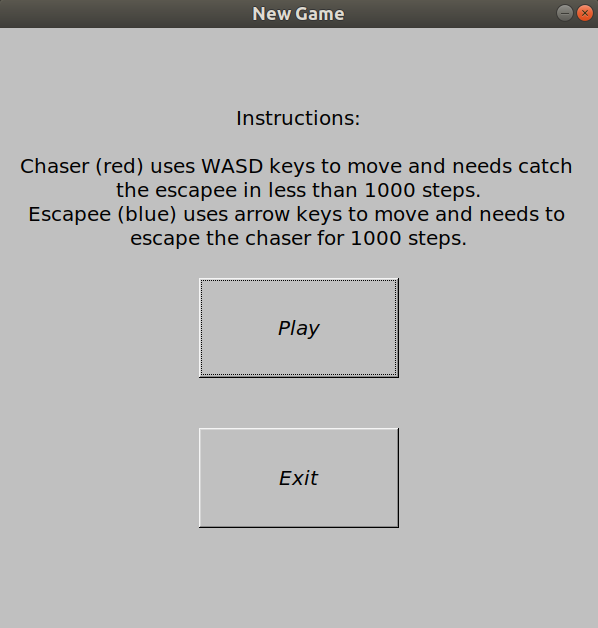 New Game
Instructions:
Chaser (red) uses WASD keys to move and needs catch
the escapee in less than 1000 steps.
Escapee (blue) uses arrow keys to move and needs to
escape the chaser for 1000 steps.
Play
Exit